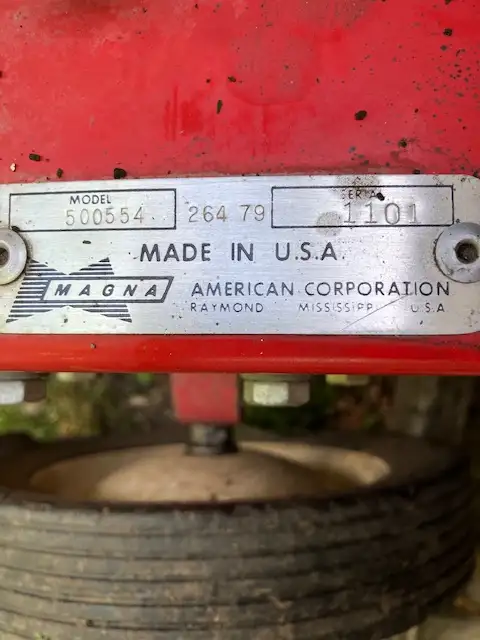 MODEL
500554
264 79
SERIAL
1101
MADE IN U.S.A.
MAGNA
AMERICAN CORPORATION
RAYMOND MISSISSIPPI U.S.A